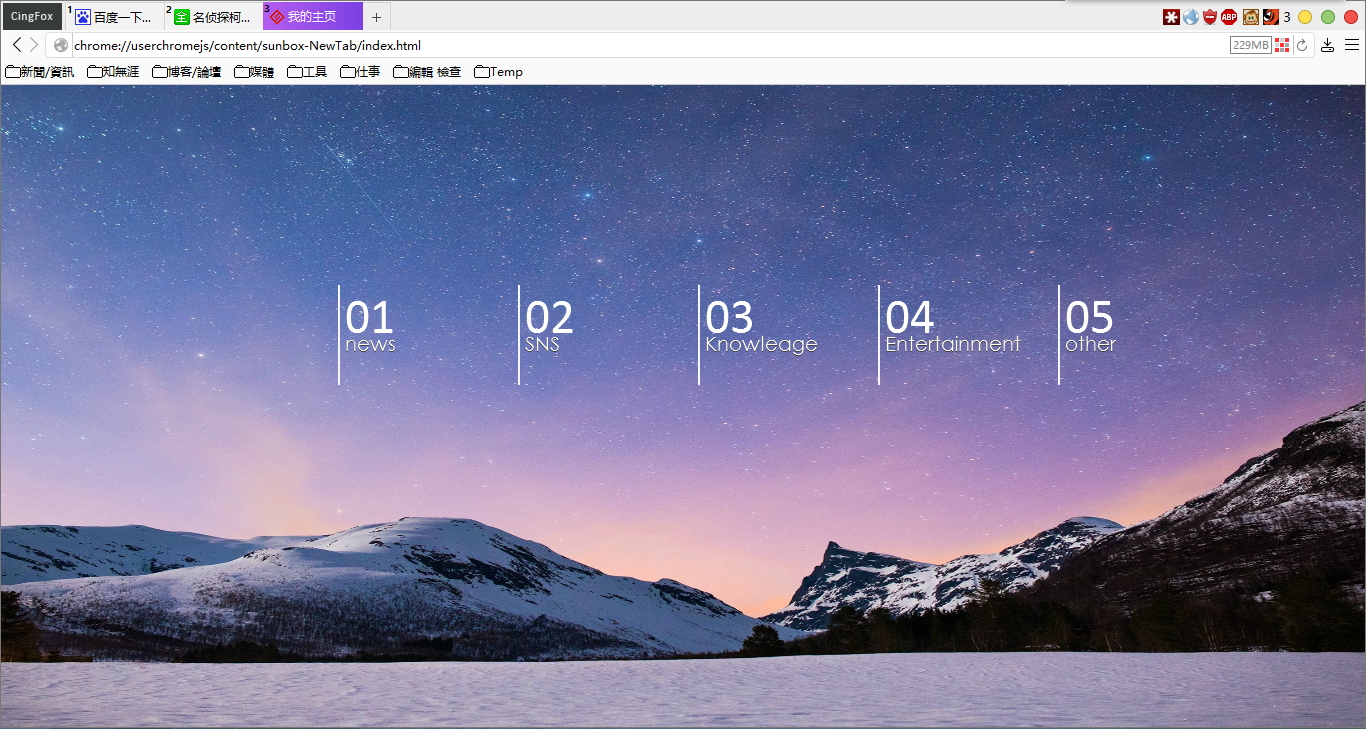 CingFox 1 百度一下... 2 全 名侦探柯... 3 我的主页 + ABP 3
chrome://userchromejs/content/sunbox-NewTab/index.html 229MB
新聞/資訊 知無涯 博客/論壇 媒體 工具 仕事 編輯 檢查 Temp
01 02 03 04 05
news SNS Knowleage Entertainment other